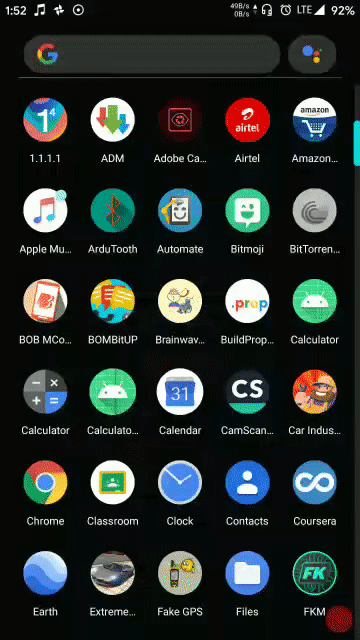 1:52 49B/s 0B/s LTE 92%
1.1.1.1 ADM Adobe Ca... Airtel Amazon...
Apple Mu... ArduTooth Automate Bitmoji BitTorren...
BOB MCo... BOMBitUP Brainwav... BuildProp... Calculator
Calculator Calculato... Calendar CamScan... Car Indus...
Chrome Classroom Clock Contacts Coursera
Earth Extreme... Fake GPS Files FKM